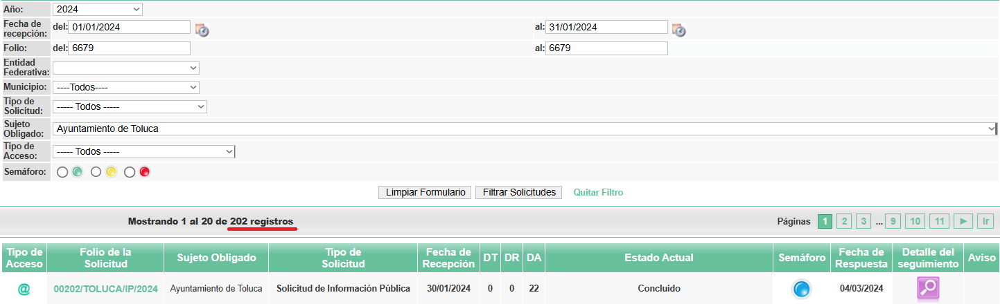 Año: 2024
Fecha de recepción: del: 01/01/2024 al: 31/01/2024
Folio: del: 6679 al: 6679
Entidad Federativa:
Municipio: ----Todos----
Tipo de Solicitud: ----- Todos -----
Sujeto Obligado: Ayuntamiento de Toluca
Tipo de Acceso: ----- Todos -----
Semáforo:
Limpiar Formulario Filtrar Solicitudes Quitar Filtro
Mostrando 1 al 20 de 202 registros Páginas 1 2 3 ... 9 10 11 ► Ir
Tipo de Acceso Folio de la Solicitud Sujeto Obligado Tipo de Solicitud Fecha de Recepción DT DR DA Estado Actual Semáforo Fecha de Respuesta Detalle del seguimiento Aviso
@ 00202/TOLUCA/IP/2024 Ayuntamiento de Toluca Solicitud de Información Pública 30/01/2024 0 0 22 Concluido 04/03/2024